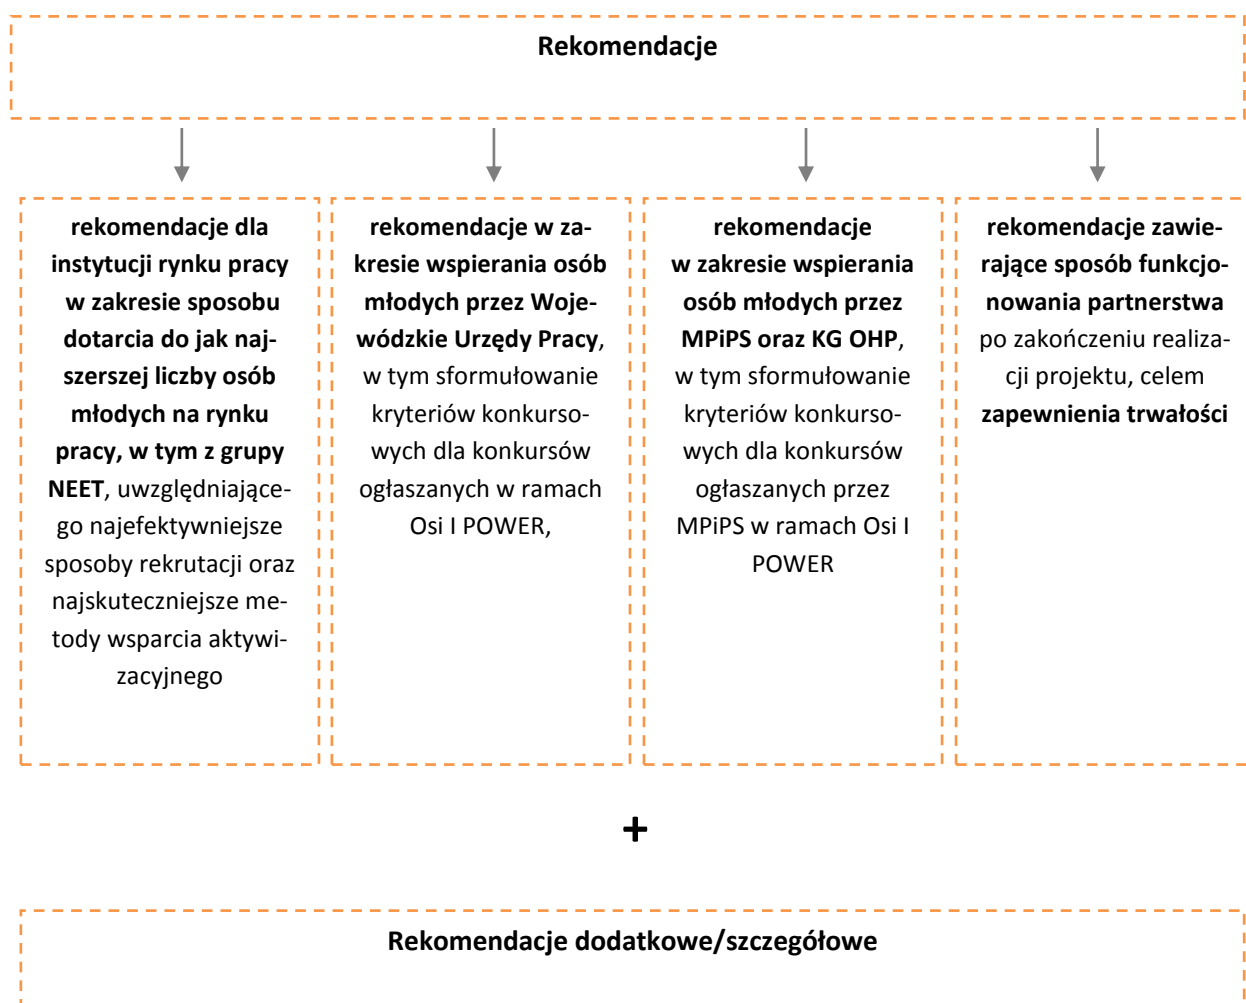 Rekomendacje
rekomendacje dla
instytucji rynku pracy
w zakresie sposobu
dotarcia do jak naj-
szerszej liczby osób
młodych na rynku
pracy, w tym z grupy
NEET, uwzględniające-
go najefektywniejsze
sposoby rekrutacji oraz
najskuteczniejsze me-
tody wsparcia aktywi-
zacyjnego
rekomendacje w za-
kresie wspierania osób
młodych przez Woje-
wódzkie Urzędy Pracy,
w tym sformułowanie
kryteriów konkurso-
wych dla konkursów
ogłaszanych w ramach
Osi I POWER,
rekomendacje
w zakresie wspierania
osób młodych przez
MPiPS oraz KG OHP,
w tym sformułowanie
kryteriów konkurso-
wych dla konkursów
ogłaszanych przez
MPiPS w ramach Osi I
POWER
rekomendacje zawie-
rające sposób funkcjo-
nowania partnerstwa
po zakończeniu realiza-
cji projektu, celem
zapewnienia trwałości
+
Rekomendacje dodatkowe/szczegółowe